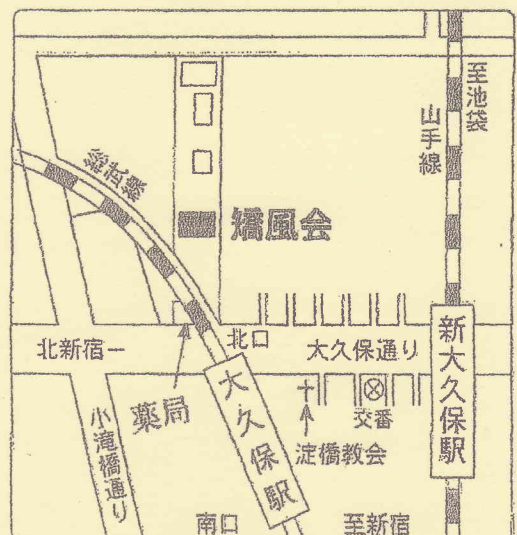 至池袋
山手線
総武線
矯風会
北新宿一
北口
大久保通り
新大久保駅
薬局
大久保駅
交番
淀橋教会
小滝橋通り
南口
至新宿